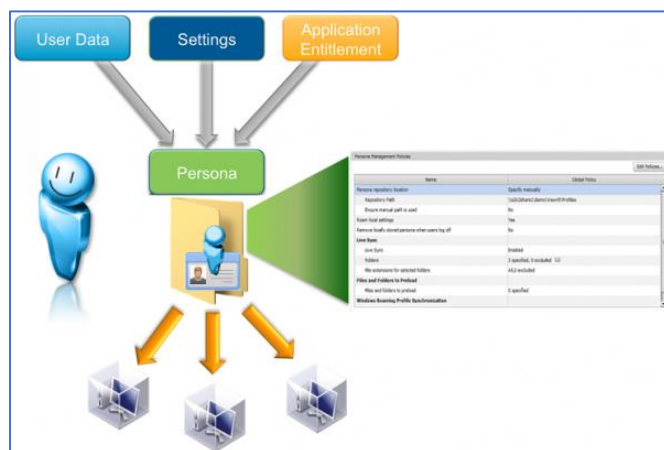 User Data
Settings
Application
Entitlement
Persona
Persona Management Policies
Edit Policies...
Name
Global Policy
Persona repository location
Specify manually
Repository Path
Ensure manual path is used
No
Roam local settings
Yes
Remove locally stored persona when users log off
No
Live Sync
Live Sync
Enabled
Folders
File extensions for selected folders
Files and Folders to Preload
Files and folders to preload
0 specified
Windows Roaming Profile Synchronization